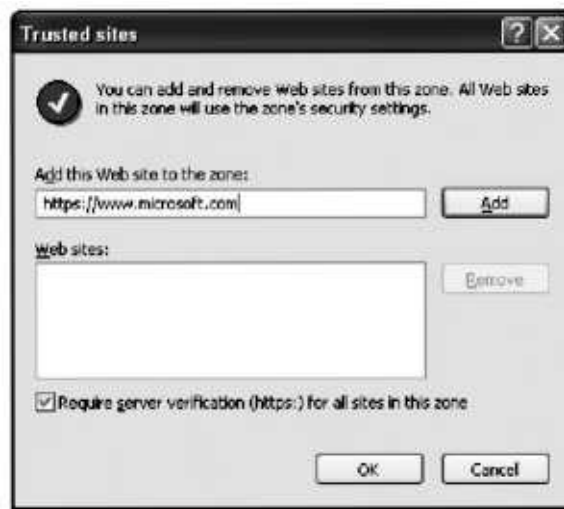 Trusted sites
You can add and remove Web sites from this zone. All Web sites
in this zone will use the zone's security settings.
Add this Web site to the zone:
https://www.microsoft.com
Add
Web sites:
Remove
Require server verification (https:) for all sites in this zone
OK
Cancel